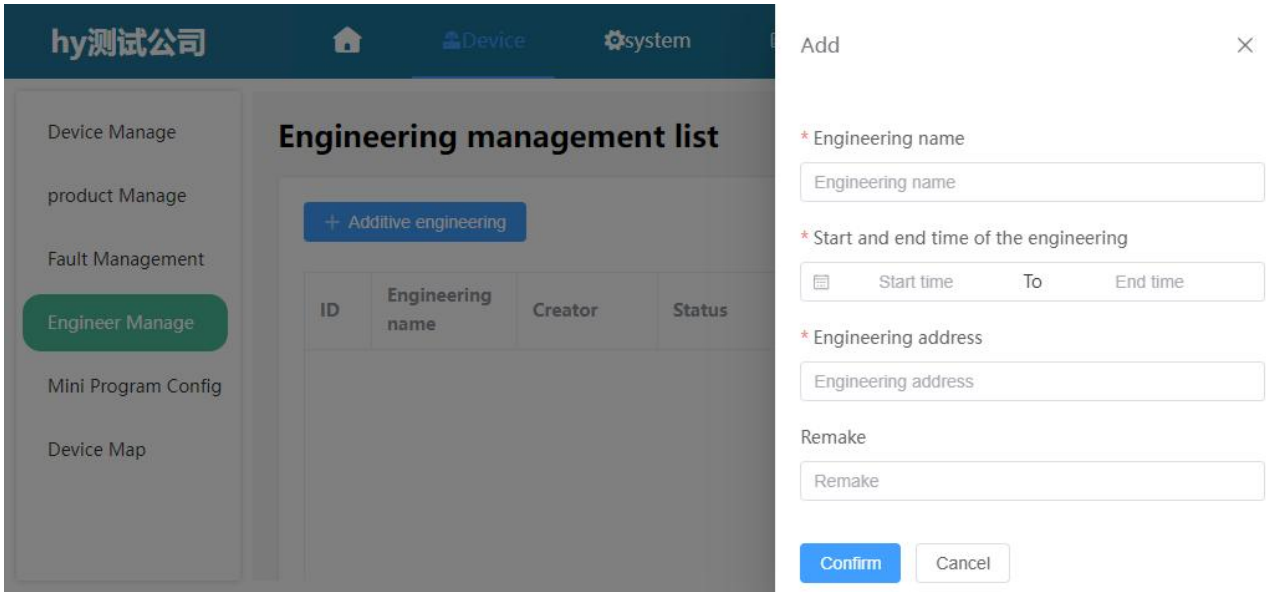 hy测试公司
Device
system
Device Manage
product Manage
Fault Management
Engineer Manage
Mini Program Config
Device Map
Engineering management list
+ Additive engineering
ID
Engineering name
Creator
Status
Add
* Engineering name
Engineering name
* Start and end time of the engineering
Start time To End time
* Engineering address
Engineering address
Remake
Remake
Confirm Cancel